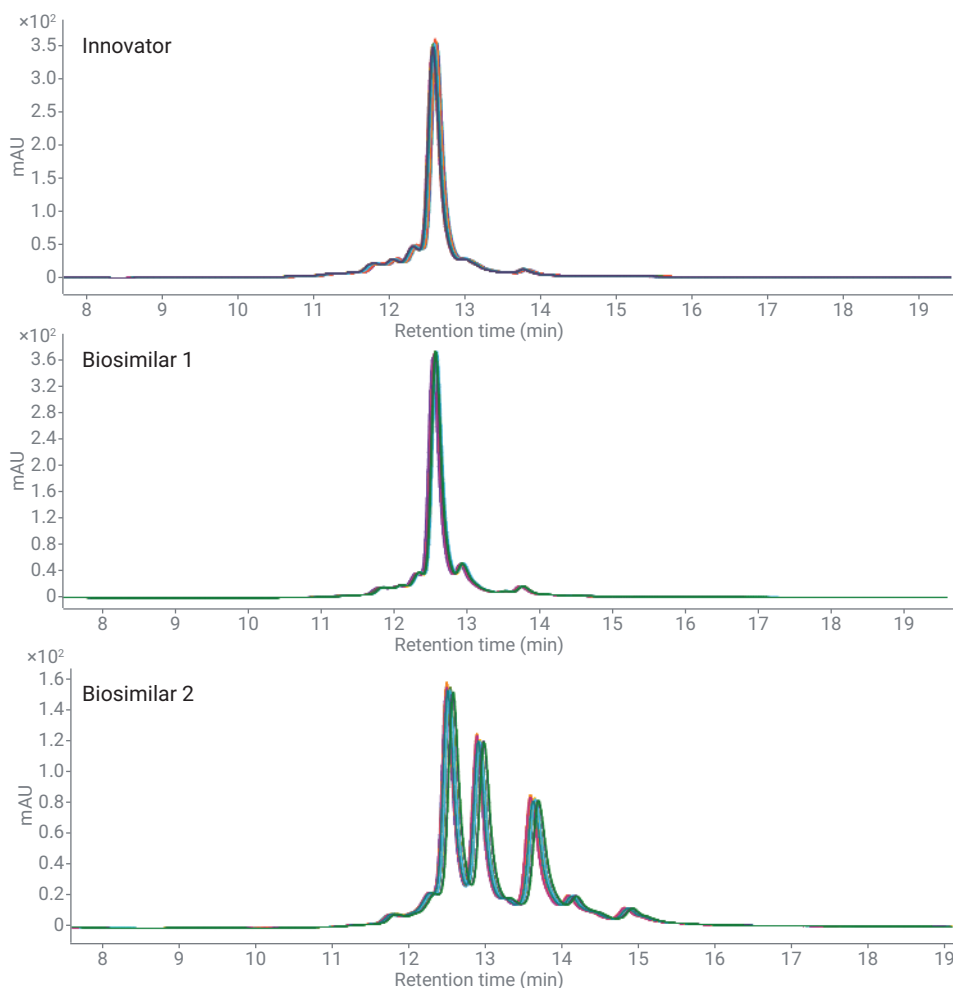 ×10²
Innovator
3.5
3.0
2.5
2.0
1.5
1.0
0.5
0
mAU
8 9 10 11 12 13 14 15 16 17 18 19
Retention time (min)
×10²
Biosimilar 1
3.6
3.2
2.8
2.4
2.0
1.6
1.2
0.8
0.4
0
mAU
8 9 10 11 12 13 14 15 16 17 18 19
Retention time (min)
×10²
Biosimilar 2
1.6
1.4
1.2
1.0
0.8
0.6
0.4
0.2
0
mAU
8 9 10 11 12 13 14 15 16 17 18 19
Retention time (min)